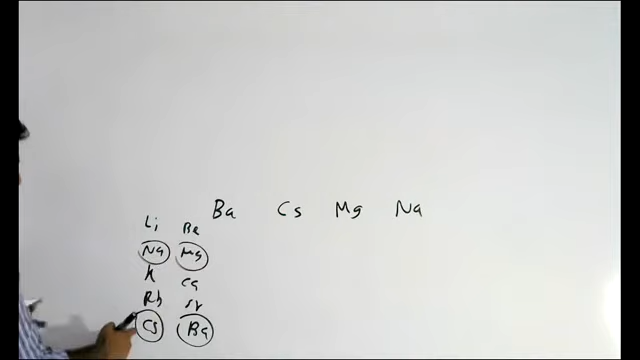 Ba Cs Mg Na
Li Be
Na Mg
K Ca
Rb Sr
Cs Ba